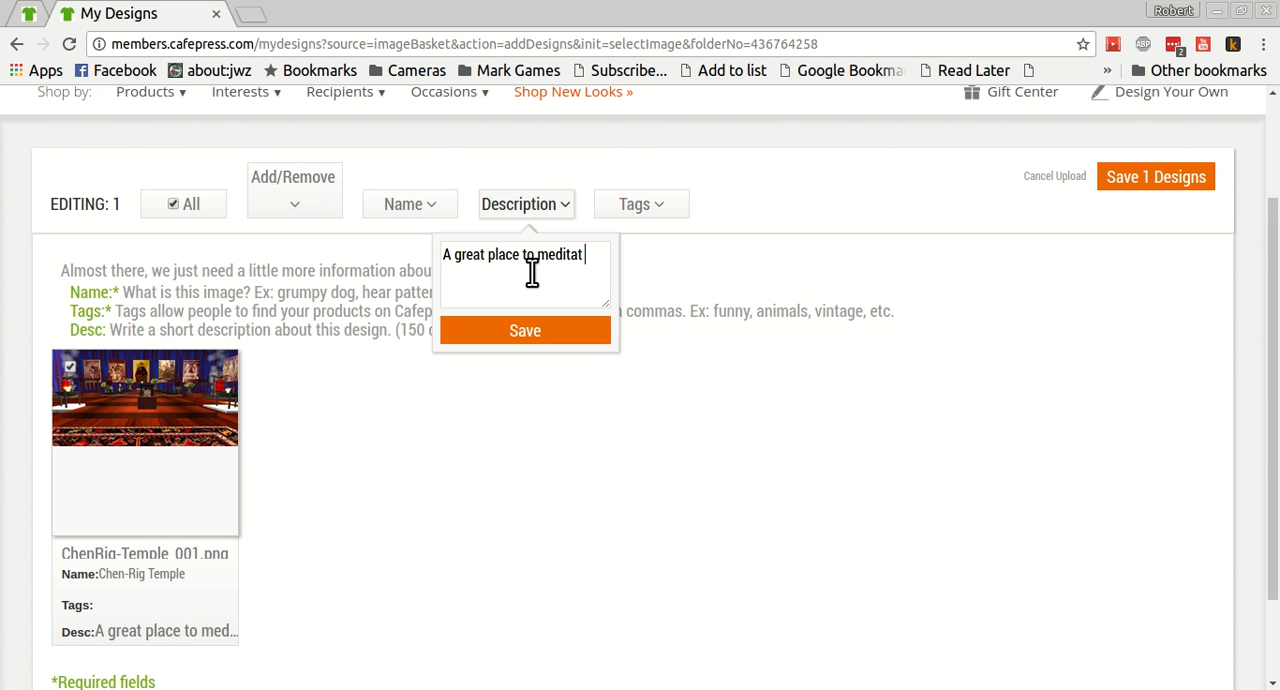 My Designs
Robert
members.cafepress.com/mydesigns?source=imageBasket&action=addDesigns&init=selectImage&folderNo=436764258
ABP
2
You
k
Apps Facebook about:jwz Bookmarks Cameras Mark Games Subscribe... Add to list Google Bookma Read Later » Other bookmarks
Shop by: Products Interests Recipients Occasions Shop New Looks » Gift Center Design Your Own
Cancel Upload Save 1 Designs
EDITING: 1 All Add/Remove Name Description Tags
A great place to meditat
Save
Almost there, we just need a little more information abou
Name:* What is this image? Ex: grumpy dog, hear patter
Tags:* Tags allow people to find your products on Cafep commas. Ex: funny, animals, vintage, etc.
Desc: Write a short description about this design. (150
ChenRig-Temple_001.png
Name:Chen-Rig Temple
Tags:
Desc:A great place to med...
*Required fields